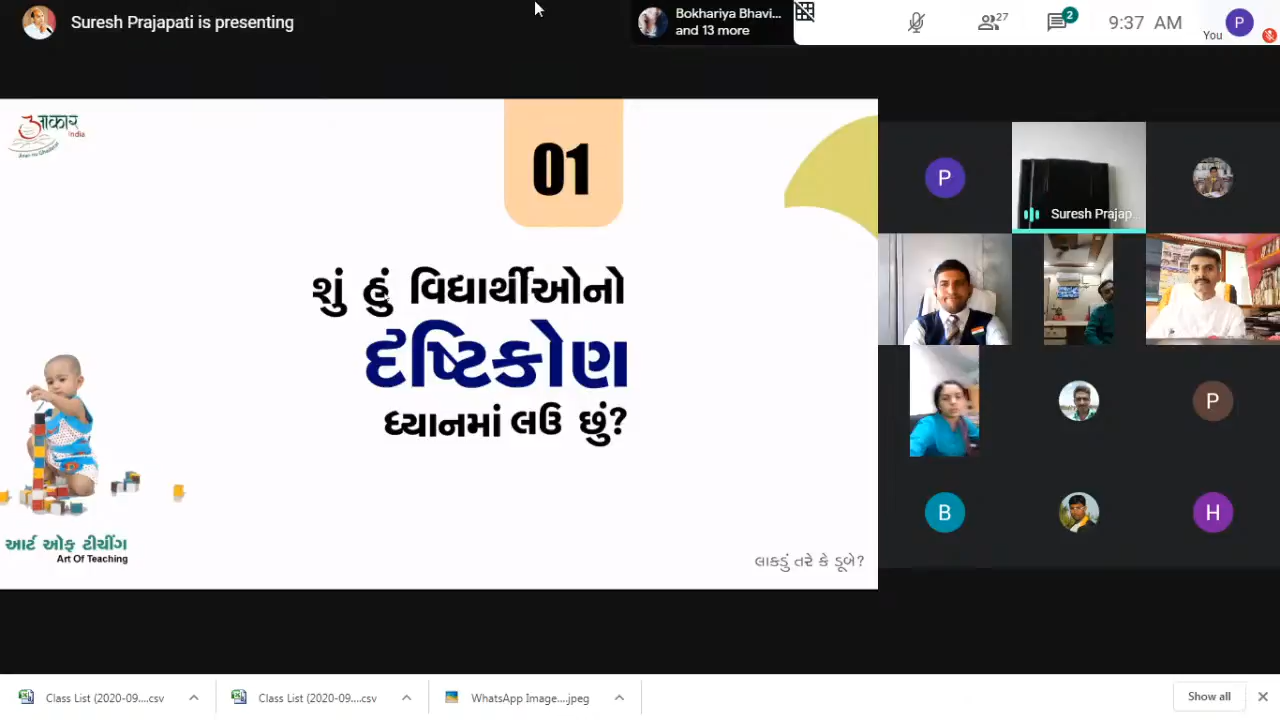 Suresh Prajapati is presenting
Bokhariya Bhavi...
and 13 more
27
2
9:37 AM
You
P
आकार
India
01
શું હું વિદ્યાર્થીઓનો
દૃષ્ટિકોણ
ધ્યાનમાં લઉ છું?
આર્ટ ઓફ ટીચીંગ
Art Of Teaching
લાકડું તરે કે ડૂબે?
P
Suresh Prajap...
P
B
H
Class List (2020-09....csv
Class List (2020-09....csv
WhatsApp Image....jpeg
Show all